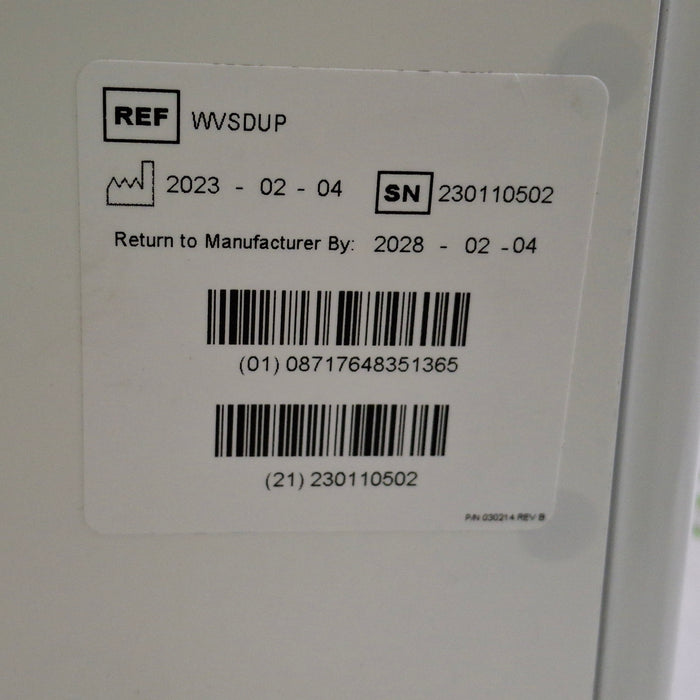 REF WVSDUP
2023 - 02 - 04 SN 230110502
Return to Manufacturer By: 2028 - 02 - 04
(01) 08717648351365
(21) 230110502
P/N 030214 REV B